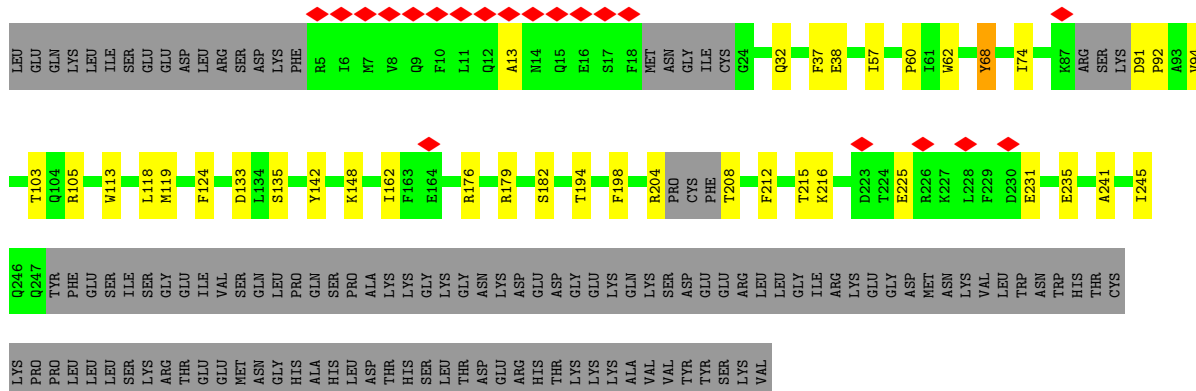 LEU GLU GLN LYS LEU ILE SER GLU GLU ASP LEU ARG SER ASP LYS PHE R5 I6 M7 V8 Q9 F10 L11 Q12 A13 N14 Q15 E16 S17 F18 MET ASN GLY ILE CYS G24 Q32 F37 E38 I57 P60 I61 W62 Y68 I74 K87 ARG SER LYS D91 P92 A93 V94
T103 Q104 R105 W113 L118 M119 F124 D133 L134 S135 Y142 K148 I162 F163 E164 R176 R179 S182 T194 F198 R204 PRO CYS PHE T208 F212 T215 K216 D223 T224 E225 R226 K227 L228 F229 D230 E231 E235 A241 I245
Q246 Q247 TYR PHE GLU SER ILE SER GLY GLU ILE VAL SER GLN LEU PRO GLN SER PRO ALA LYS LYS GLY LYS GLY ASN LYS ASP GLU ASP GLY GLU LYS GLN LYS SER ASP GLU GLU ARG LEU LEU GLY ILE ARG LYS GLU GLY ASP MET ASN LYS VAL LEU TRP ASN TRP HIS THR CYS
LYS PRO PRO LEU LEU LEU SER LYS ARG THR GLU GLU MET ASN GLY HIS ALA HIS LEU ASP THR HIS SER LEU THR ASP GLU ARG HIS THR LYS LYS LYS ALA VAL VAL TYR TYR SER LYS VAL